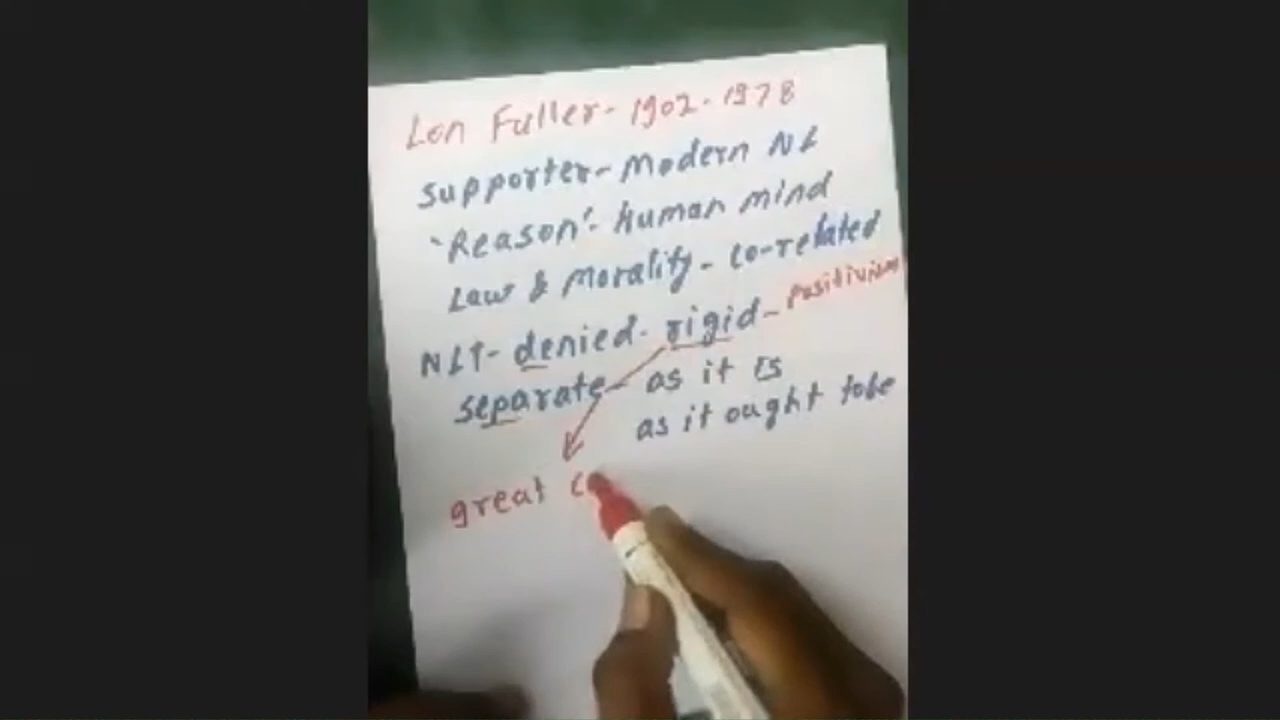 Lon Fuller- 1902-1978
supporter- Modern NL
'Reason'- human mind
Law & Morality- co-related
NLT- denied- rigid- positivism
separate- as it is
as it ought to be
great co